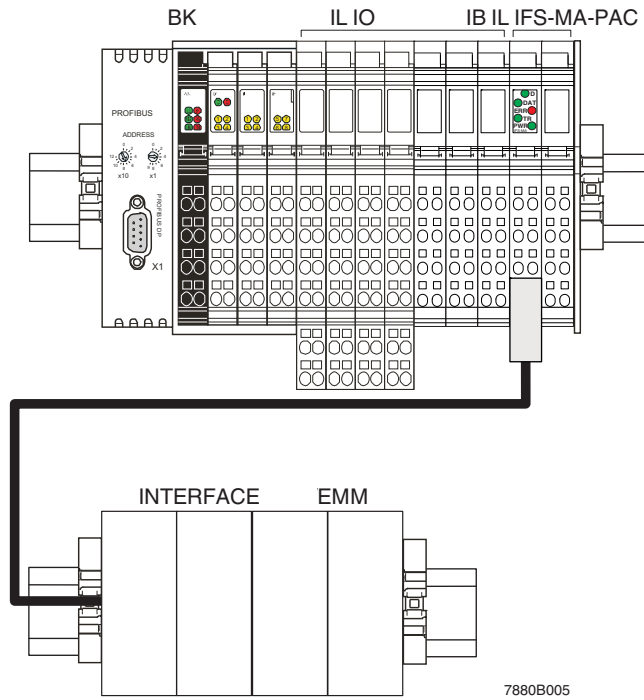 BK IL IO IB IL IFS-MA-PAC
PROFIBUS
ADDRESS
x10 x1
PROFIBUS DP
X1
D
DAT
ERR
TR
PWR
INTERFACE EMM
7880B005